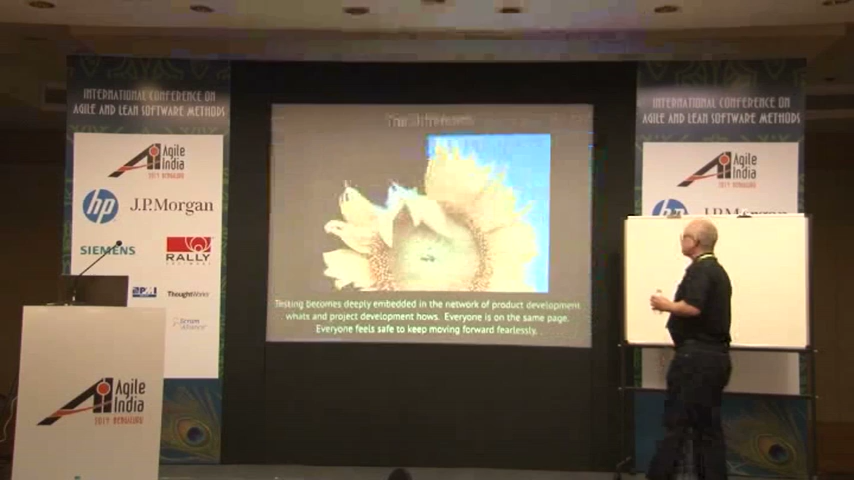 INTERNATIONAL CONFERENCE ON
AGILE AND LEAN SOFTWARE METHODS
Agile
India
hp
J.P.Morgan
SIEMENS
RALLY
ThoughtWorks
Testing becomes deeply embedded in the network of product development
whats and project development hows. Everyone is on the same page.
Everyone feels safe to keep moving forward fearlessly.
INTERNATIONAL CONFERENCE ON
AGILE AND LEAN SOFTWARE METHODS
Agile
India
hp
J.P.Morgan
Agile
India